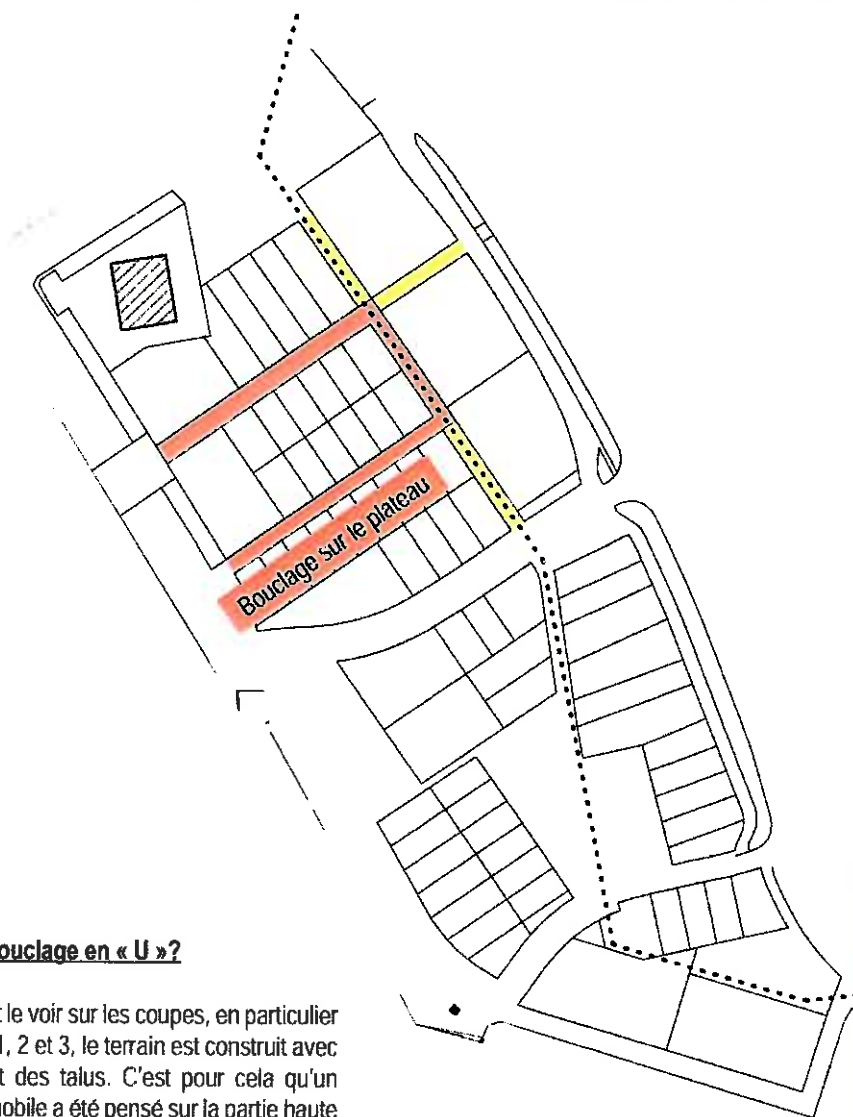 Bouclage sur le plateau
ouclage en « U »?
t le voir sur les coupes, en particulier
1, 2 et 3, le terrain est construit avec
t des talus. C'est pour cela qu'un
nobile a été pensé sur la partie haute